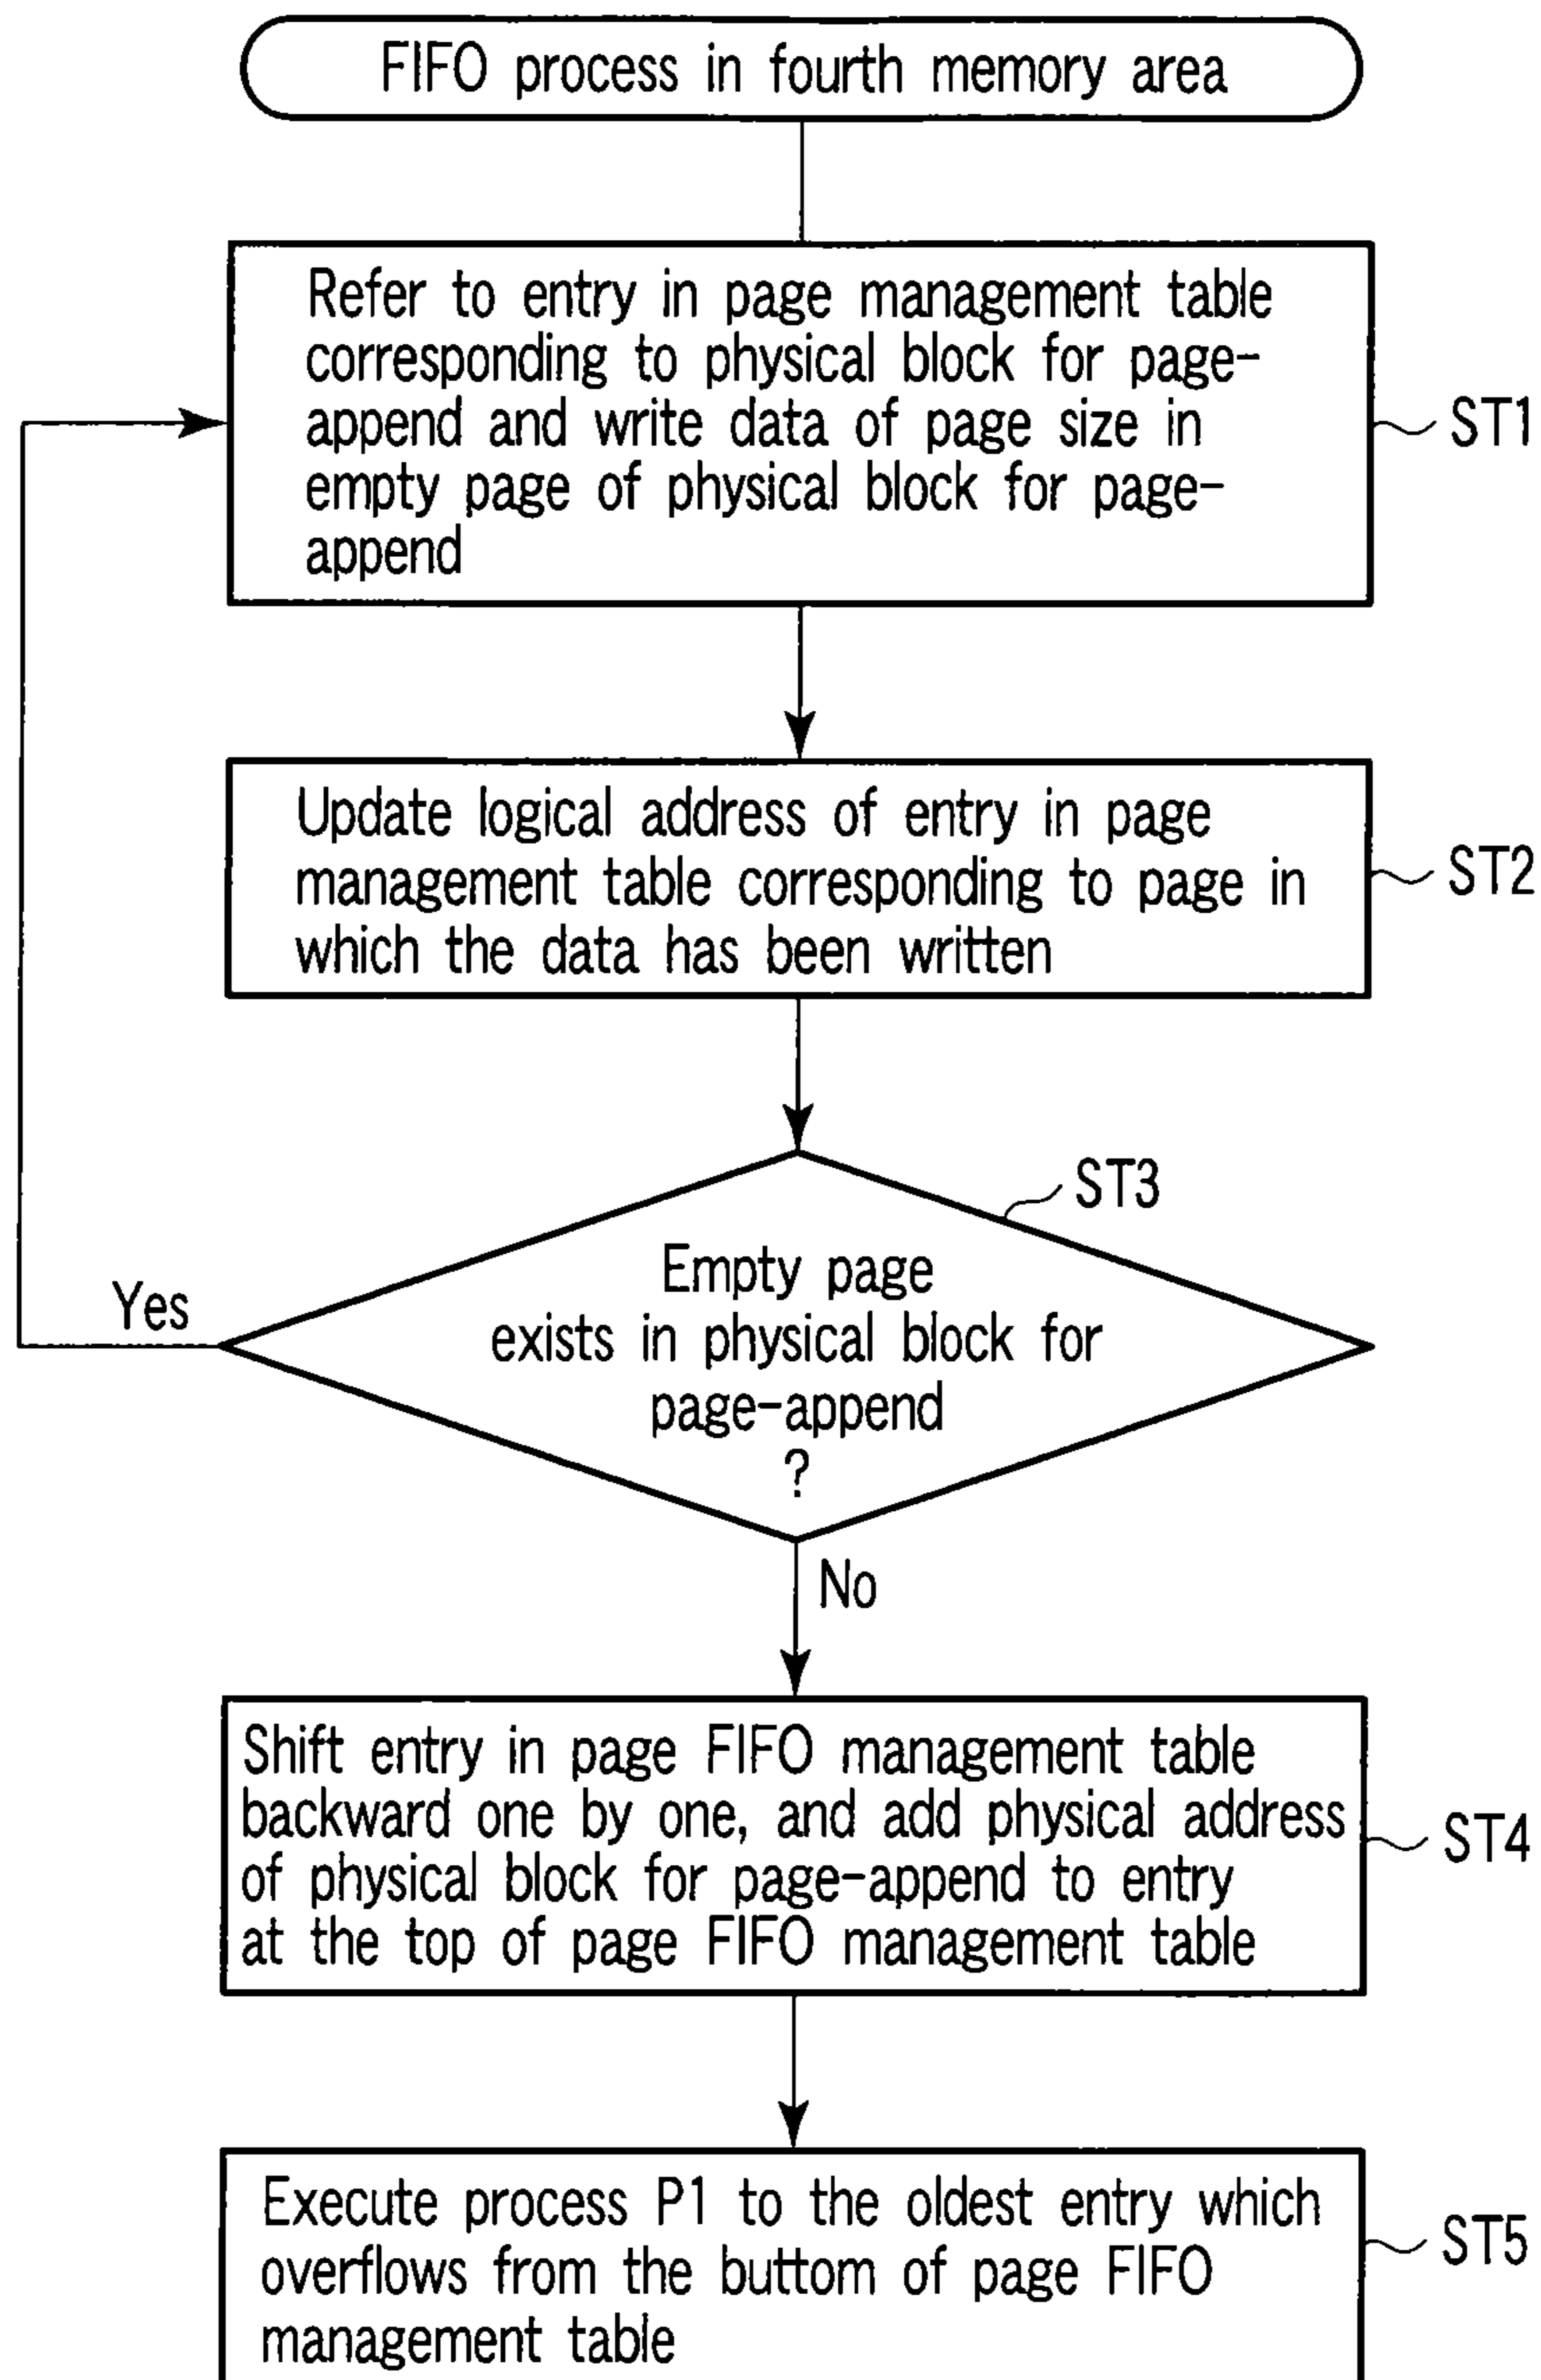 FIFO process in fourth memory area
Refer to entry in page management table
corresponding to physical block for page-
append and write data of page size in
empty page of physical block for page-
append
ST1
Update logical address of entry in page
management table corresponding to page in
which the data has been written
ST2
ST3
Empty page
exists in physical block for
page-append
?
Yes
No
Shift entry in page FIFO management table
backward one by one, and add physical address
of physical block for page-append to entry
at the top of page FIFO management table
ST4
Execute process P1 to the oldest entry which
overflows from the buttom of page FIFO
management table
ST5